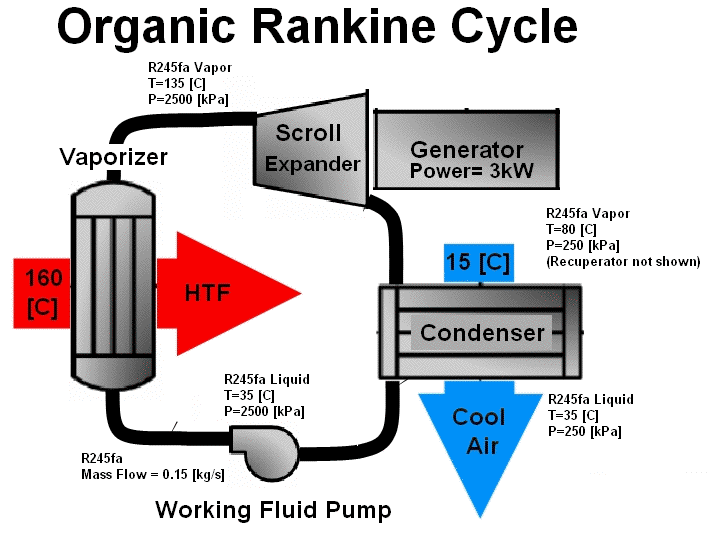 Organic Rankine Cycle
R245fa Vapor
T=135 [C]
P=2500 [kPa]
Vaporizer
Scroll
Expander
Generator
Power= 3kW
R245fa Vapor
T=80 [C]
P=250 [kPa]
(Recuperator not shown)
160
[C]
HTF
15 [C]
Condenser
R245fa Liquid
T=35 [C]
P=2500 [kPa]
Cool
Air
R245fa Liquid
T=35 [C]
P=250 [kPa]
R245fa
Mass Flow = 0.15 [kg/s]
Working Fluid Pump